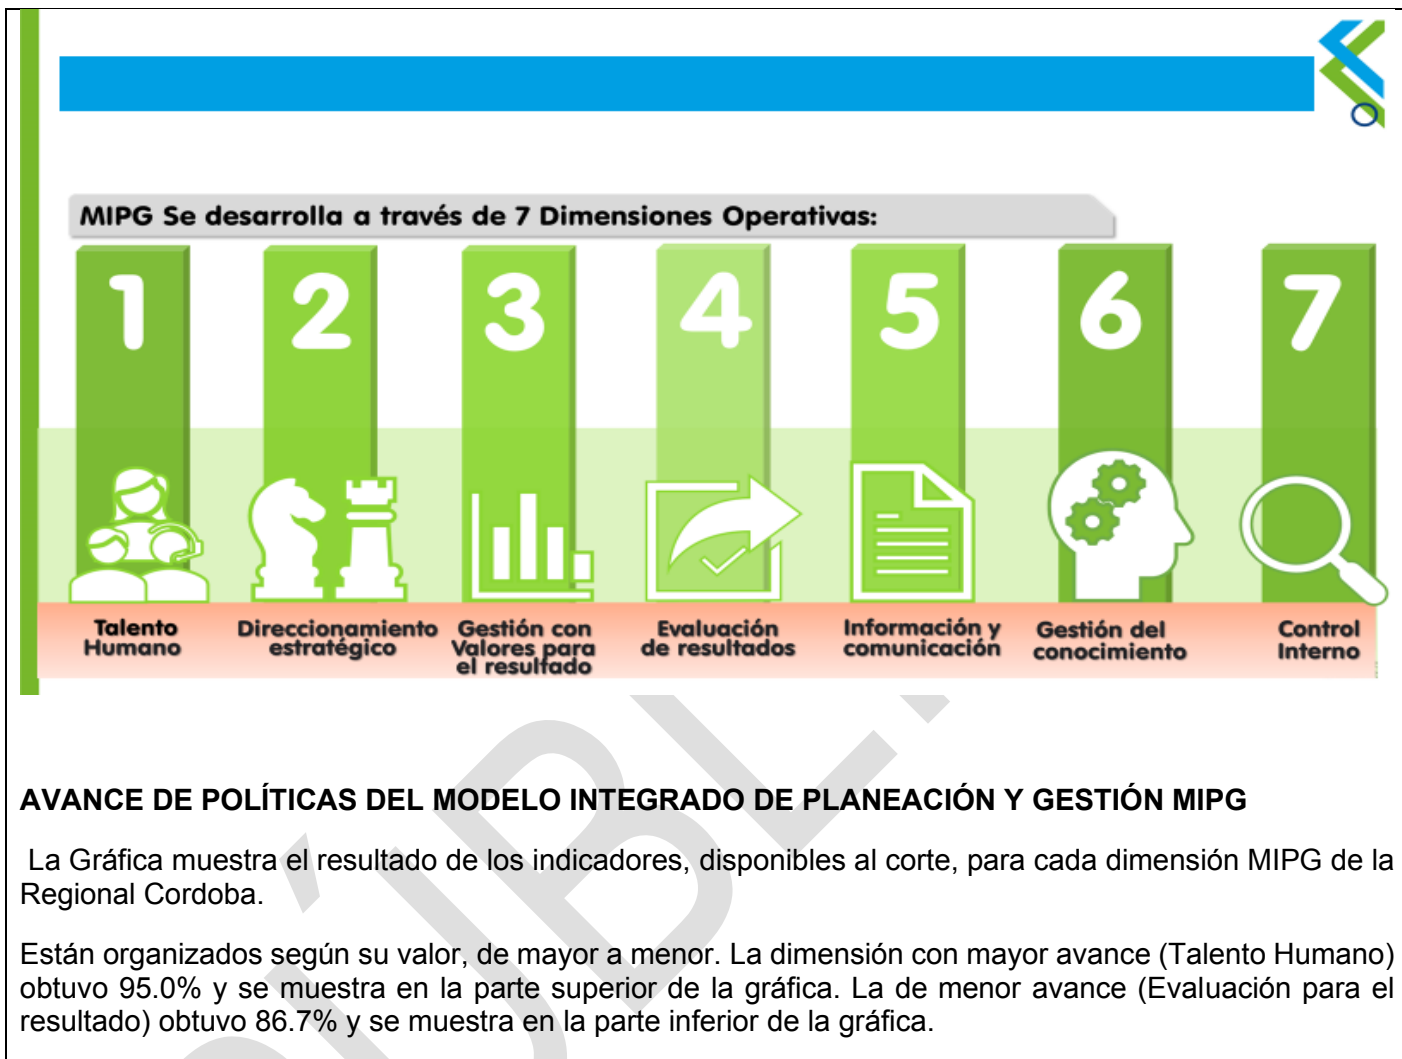 MIPG Se desarrolla a través de 7 Dimensiones Operativas:
1 2 3 4 5 6 7
Talento Humano
Direccionamiento estratégico
Gestión con Valores para el resultado
Evaluación de resultados
Información y comunicación
Gestión del conocimiento
Control Interno
AVANCE DE POLÍTICAS DEL MODELO INTEGRADO DE PLANEACIÓN Y GESTIÓN MIPG
La Gráfica muestra el resultado de los indicadores, disponibles al corte, para cada dimensión MIPG de la
Regional Cordoba.
Están organizados según su valor, de mayor a menor. La dimensión con mayor avance (Talento Humano)
obtuvo 95.0% y se muestra en la parte superior de la gráfica. La de menor avance (Evaluación para el
resultado) obtuvo 86.7% y se muestra en la parte inferior de la gráfica.